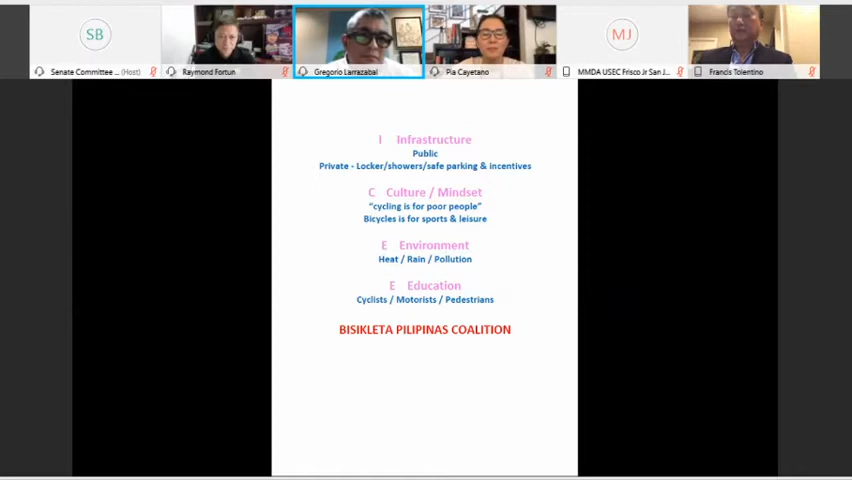 SB
MJ
Senate Committee ... (Host)
Raymond Fortun
Gregorio Larrazabal
Pia Cayetano
MMDA USEC Frisco Jr San J...
Francis Tolentino
I Infrastructure
Public
Private - Locker/showers/safe parking & incentives
C Culture / Mindset
“cycling is for poor people”
Bicycles is for sports & leisure
E Environment
Heat / Rain / Pollution
E Education
Cyclists / Motorists / Pedestrians
BISIKLETA PILIPINAS COALITION